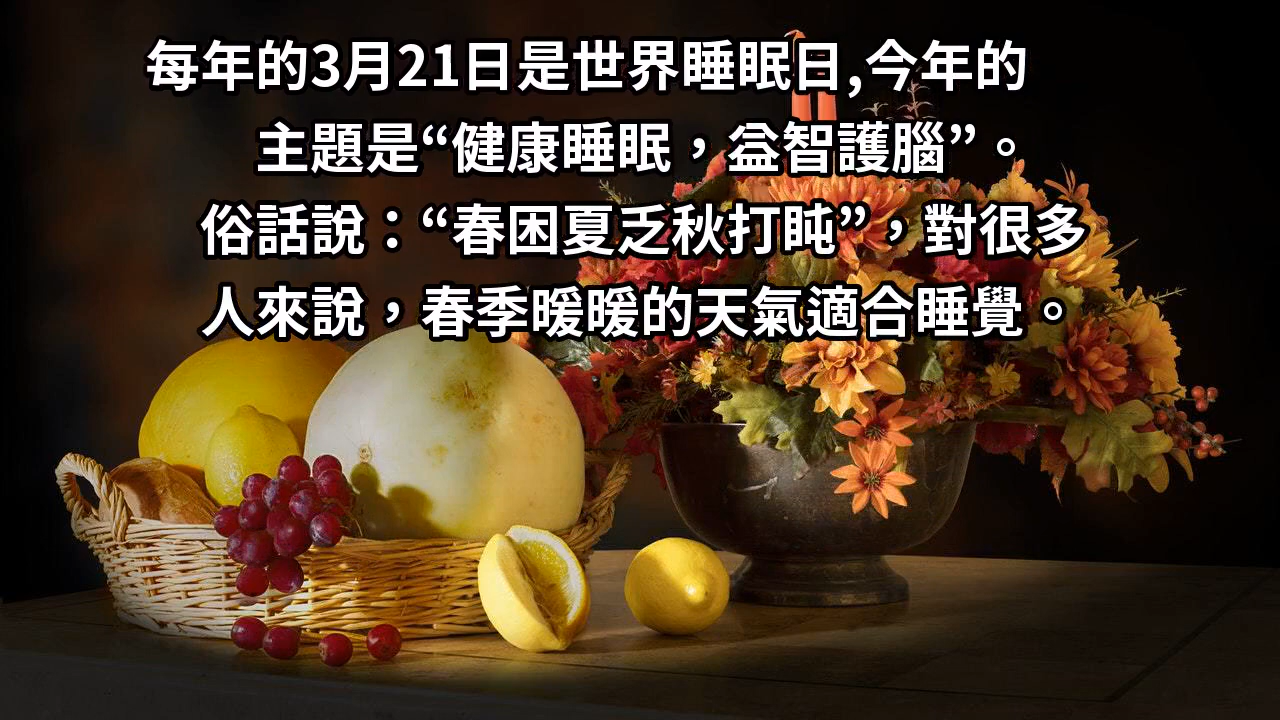 每年的3月21日是世界睡眠日,今年的
主題是“健康睡眠，益智護腦”。
俗話說：“春困夏乏秋打盹”，對很多
人來說，春季暖暖的天氣適合睡覺。